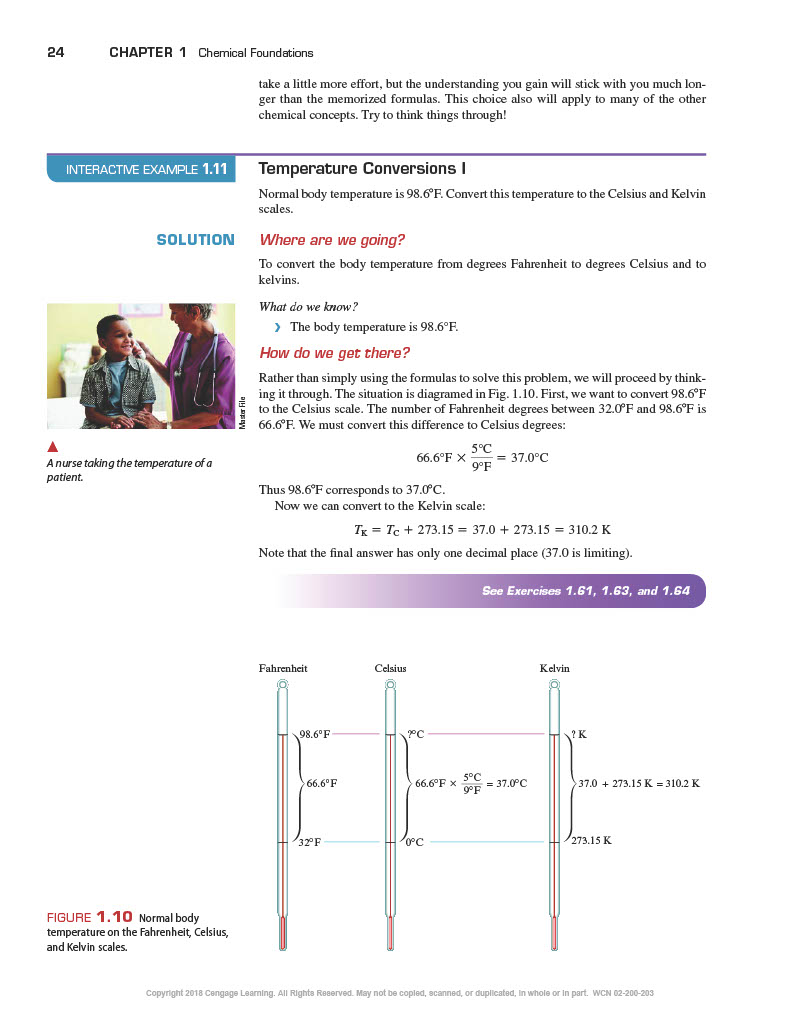 24 CHAPTER 1 Chemical Foundations
take a little more effort, but the understanding you gain will stick with you much lon-
ger than the memorized formulas. This choice also will apply to many of the other
chemical concepts. Try to think things through!
INTERACTIVE EXAMPLE 1.11
Temperature Conversions I
Normal body temperature is 98.6°F. Convert this temperature to the Celsius and Kelvin
scales.
SOLUTION
Where are we going?
To convert the body temperature from degrees Fahrenheit to degrees Celsius and to
kelvins.
What do we know?
› The body temperature is 98.6°F.
How do we get there?
Rather than simply using the formulas to solve this problem, we will proceed by think-
ing it through. The situation is diagramed in Fig. 1.10. First, we want to convert 98.6°F
to the Celsius scale. The number of Fahrenheit degrees between 32.0°F and 98.6°F is
66.6°F. We must convert this difference to Celsius degrees:
66.6°F × 5°C/9°F = 37.0°C
Thus 98.6°F corresponds to 37.0°C.
Now we can convert to the Kelvin scale:
T_K = T_C + 273.15 = 37.0 + 273.15 = 310.2 K
Note that the final answer has only one decimal place (37.0 is limiting).
See Exercises 1.61, 1.63, and 1.64
Master File
A nurse taking the temperature of a
patient.
Fahrenheit Celsius Kelvin
98.6°F ?°C ? K
66.6°F 66.6°F × 5°C/9°F = 37.0°C 37.0 + 273.15 K = 310.2 K
32°F 0°C 273.15 K
FIGURE 1.10 Normal body
temperature on the Fahrenheit, Celsius,
and Kelvin scales.
Copyright 2018 Cengage Learning. All Rights Reserved. May not be copied, scanned, or duplicated, in whole or in part. WCN 02-200-203